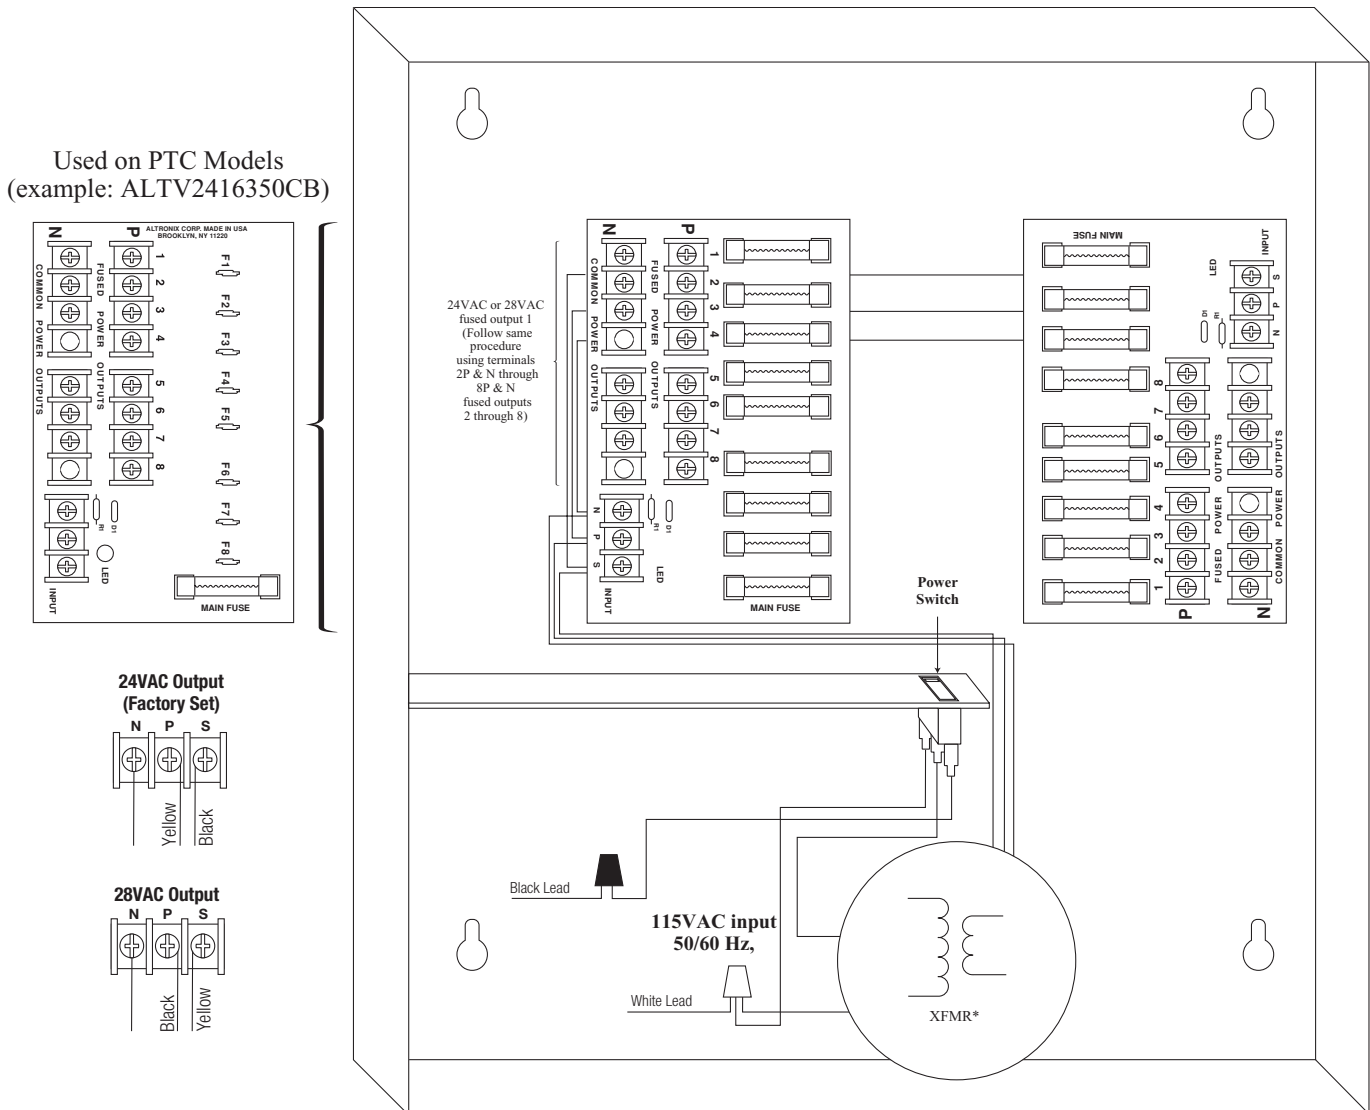 Used on PTC Models
(example: ALTV2416350CB)
N
P
ALTRONIX CORP. MADE IN USA
BROOKLYN, NY 11220
COMMON POWER OUTPUTS
FUSED POWER OUTPUTS
1
2
3
4
5
6
7
8
F1
F2
F3
F4
F5
F6
F7
F8
R1
D1
LED
INPUT
MAIN FUSE
24VAC Output
(Factory Set)
N P S
Yellow
Black
28VAC Output
N P S
Black
Yellow
24VAC or 28VAC
fused output 1
(Follow same
procedure
using terminals
2P & N through
8P & N
fused outputs
2 through 8)
N
P
COMMON POWER OUTPUTS
FUSED POWER OUTPUTS
1
2
3
4
5
6
7
8
N
P
S
R1
D1
LED
INPUT
MAIN FUSE
MAIN FUSE
INPUT
LED
S
P
N
D1
R1
8
7
6
5
4
3
2
1
FUSED POWER OUTPUTS
COMMON POWER OUTPUTS
P
N
Power
Switch
Black Lead
115VAC input
50/60 Hz,
White Lead
XFMR*